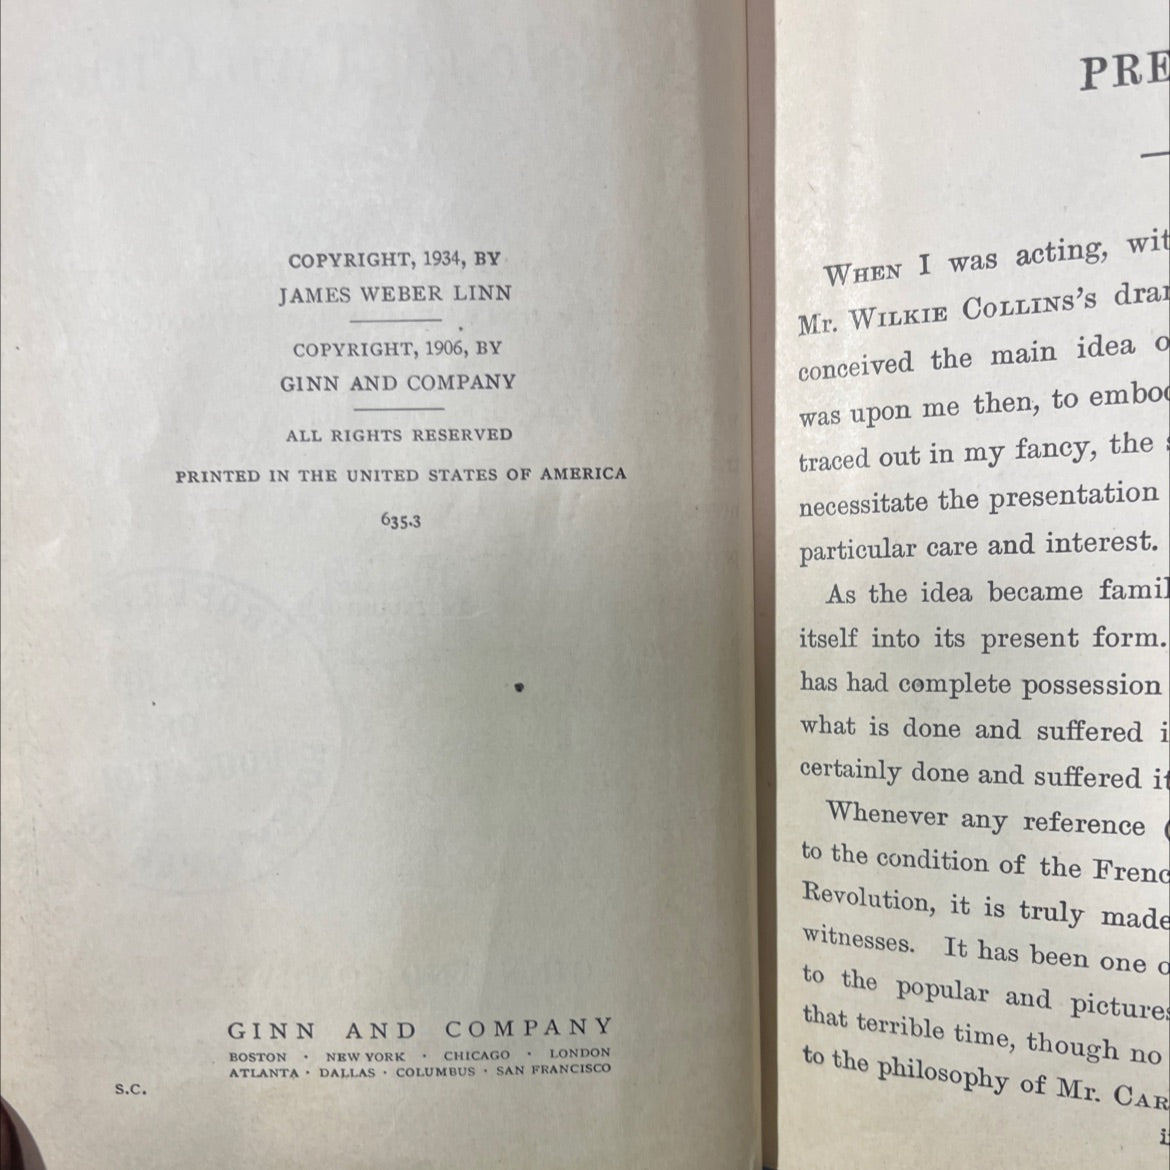 COPYRIGHT, 1934, BY
JAMES WEBER LINN
COPYRIGHT, 1906, BY
GINN AND COMPANY
ALL RIGHTS RESERVED
PRINTED IN THE UNITED STATES OF AMERICA
635.3
GINN AND COMPANY
BOSTON · NEW YORK · CHICAGO · LONDON
ATLANTA · DALLAS · COLUMBUS · SAN FRANCISCO
S.C.
PRE
WHEN I was acting, wit
Mr. WILKIE COLLINS'S dra
conceived the main idea o
was upon me then, to embo
traced out in my fancy, the s
necessitate the presentation
particular care and interest.
As the idea became famil
itself into its present form.
has had complete possession
what is done and suffered i
certainly done and suffered it
Whenever any reference (
to the condition of the Frenc
Revolution, it is truly made
witnesses. It has been one o
to the popular and pictures
that terrible time, though no
to the philosophy of Mr. CAR